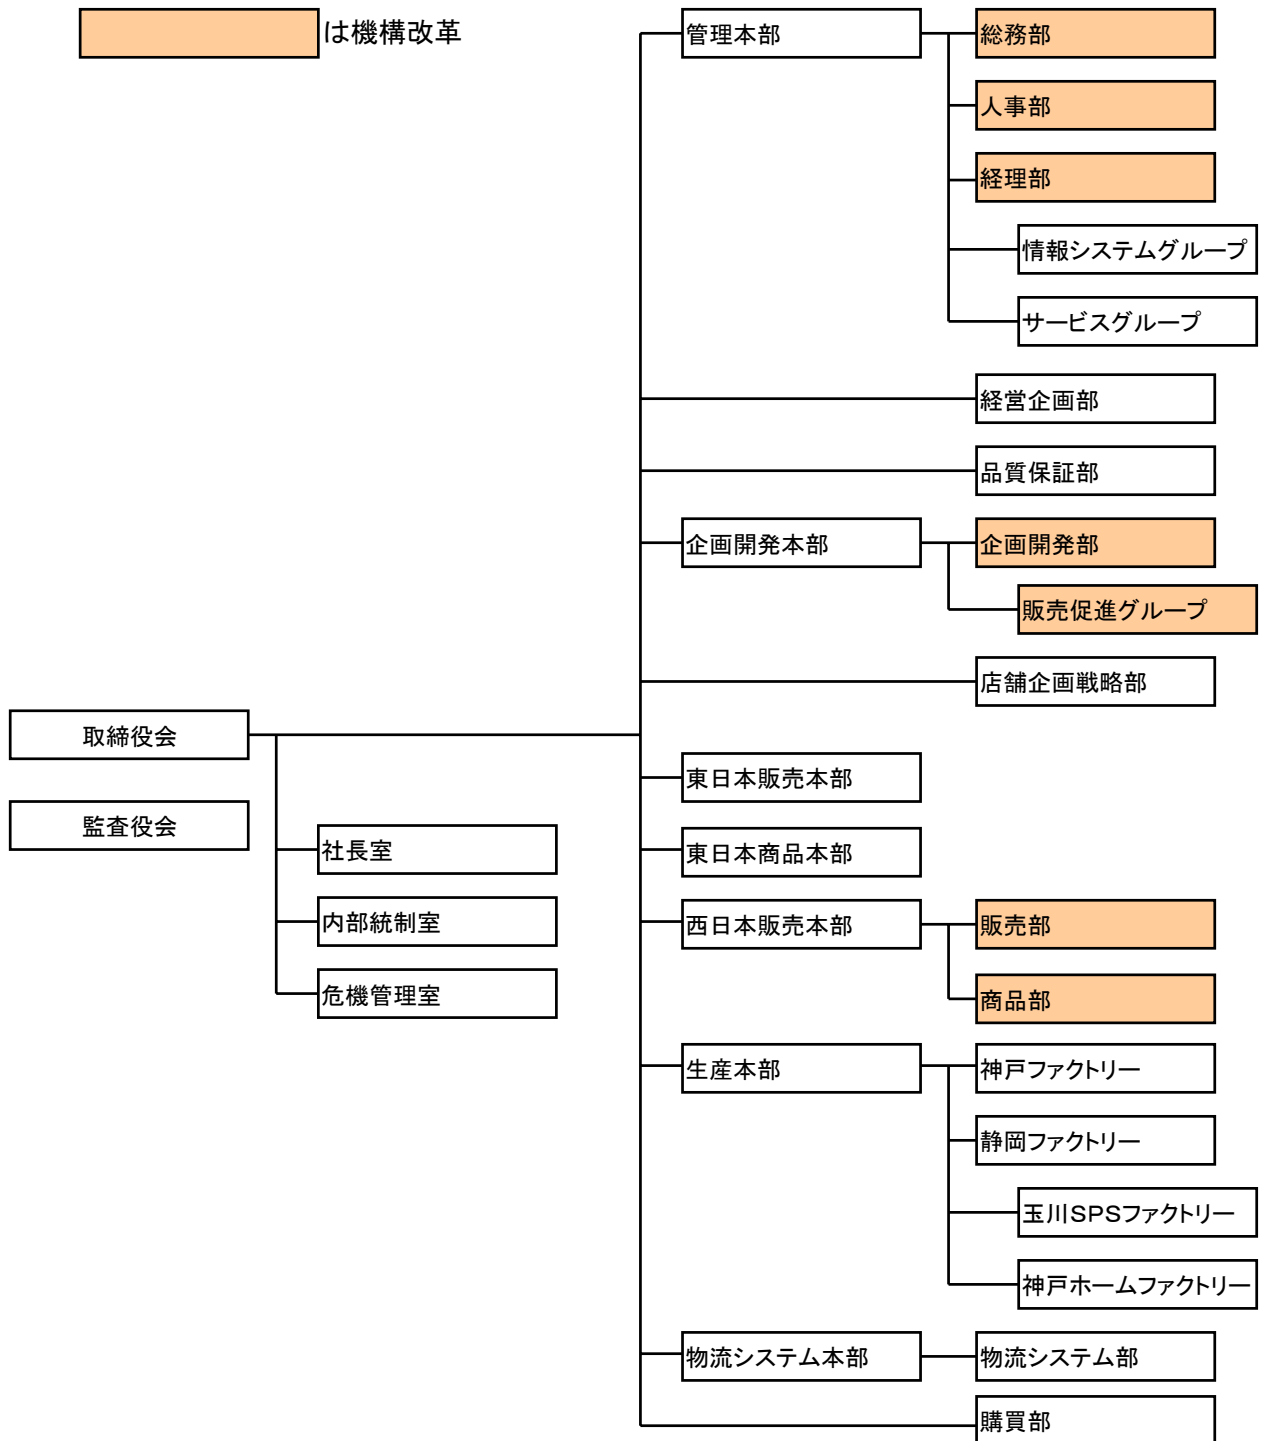 は機構改革
管理本部
総務部
人事部
経理部
情報システムグループ
サービスグループ
経営企画部
品質保証部
企画開発本部
企画開発部
販売促進グループ
店舗企画戦略部
取締役会
監査役会
社長室
内部統制室
危機管理室
東日本販売本部
東日本商品本部
西日本販売本部
販売部
商品部
生産本部
神戸ファクトリー
静岡ファクトリー
玉川SPSファクトリー
神戸ホームファクトリー
物流システム本部
物流システム部
購買部